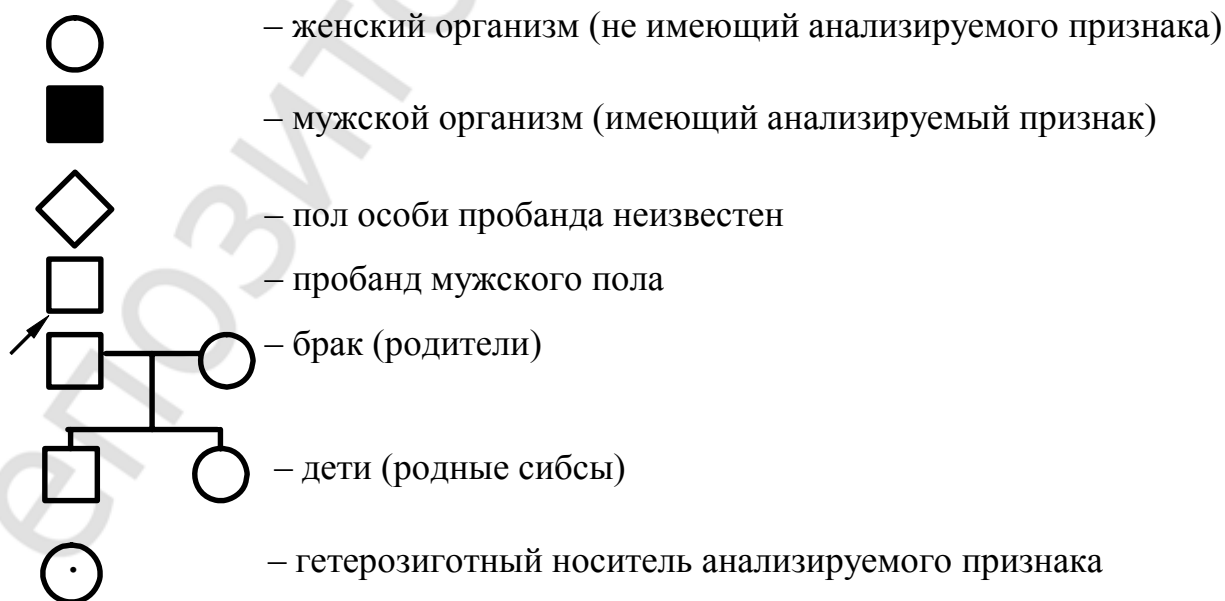 – женский организм (не имеющий анализируемого признака)
– мужской организм (имеющий анализируемый признак)
– пол особи пробанда неизвестен
– пробанд мужского пола
– брак (родители)
– дети (родные сибсы)
– гетерозиготный носитель анализируемого признака